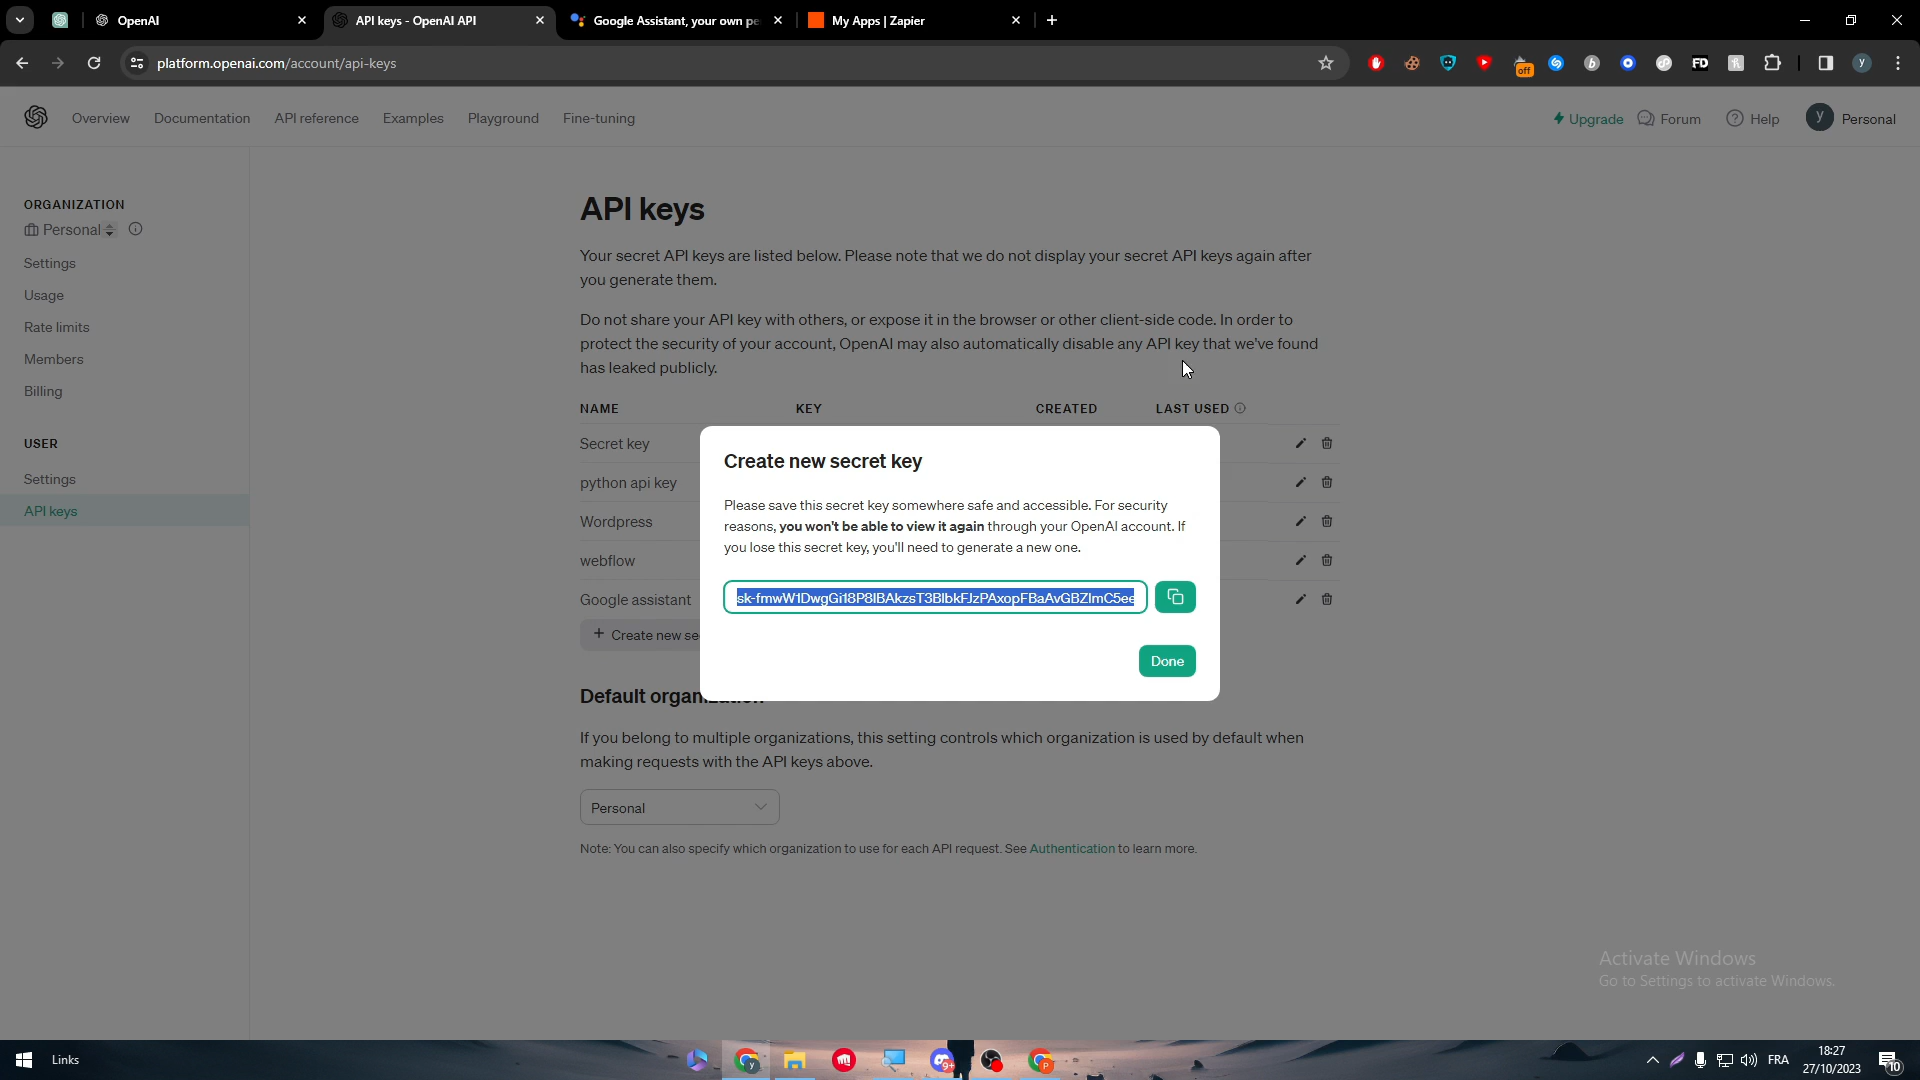 OpenAI
API keys - OpenAI API
Google Assistant, your own pe
My Apps | Zapier
platform.openai.com/account/api-keys
off
b
FD
y
Overview
Documentation
API reference
Examples
Playground
Fine-tuning
Upgrade
Forum
Help
y
Personal
ORGANIZATION
Personal
Settings
Usage
Rate limits
Members
Billing
USER
Settings
API keys
API keys
Your secret API keys are listed below. Please note that we do not display your secret API keys again after
you generate them.
Do not share your API key with others, or expose it in the browser or other client-side code. In order to
protect the security of your account, OpenAI may also automatically disable any API key that we've found
has leaked publicly.
NAME KEY CREATED LAST USED
Secret key
python api key
Wordpress
webflow
Google assistant
Create new se
Create new secret key
Please save this secret key somewhere safe and accessible. For security
reasons, you won't be able to view it again through your OpenAI account. If
you lose this secret key, you'll need to generate a new one.
Done
Default organization
If you belong to multiple organizations, this setting controls which organization is used by default when
making requests with the API keys above.
Personal
Note: You can also specify which organization to use for each API request. See Authentication to learn more.
Activate Windows
Go to Settings to activate Windows.
Links
y
9+
P
FRA
18:27
27/10/2023
10